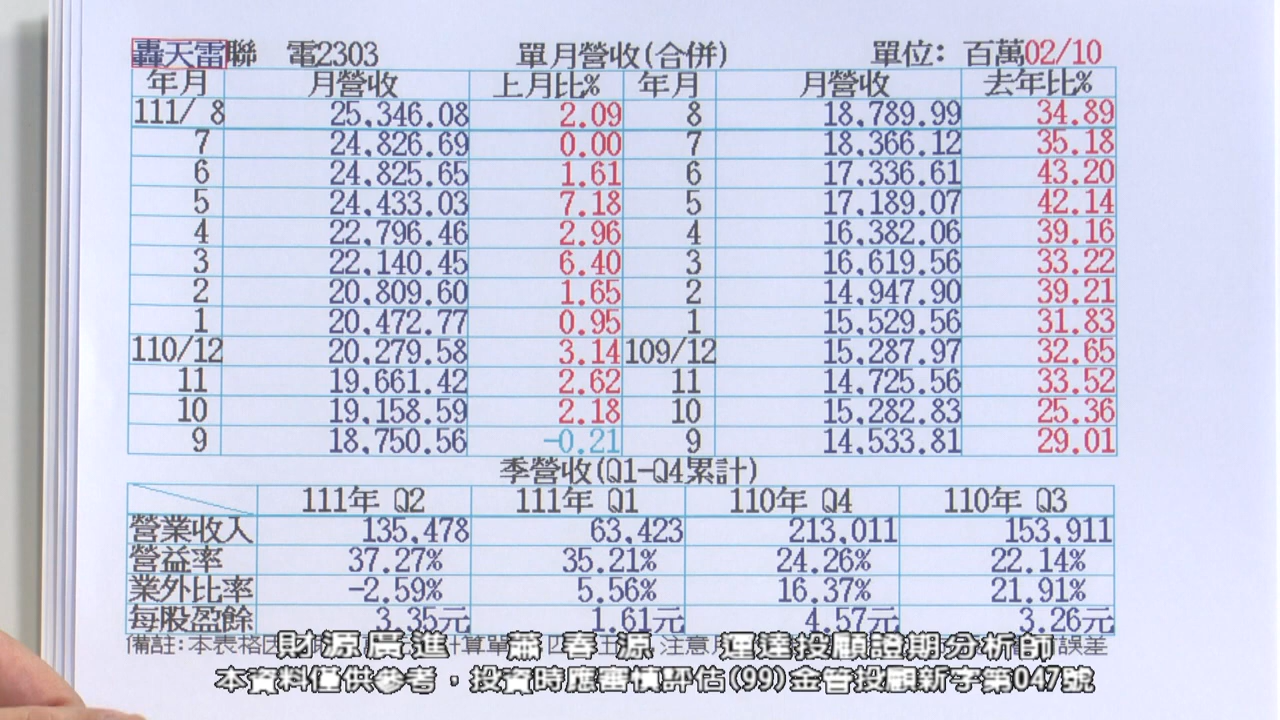 轟天雷聯 電2303 單月營收(合併) 單位: 百萬02/10
年月 月營收 上月比% 年月 月營收 去年比%
111/ 8 25,346.08 2.09 8 18,789.99 34.89
7 24,826.69 0.00 7 18,366.12 35.18
6 24,825.65 1.61 6 17,336.61 43.20
5 24,433.03 7.18 5 17,189.07 42.14
4 22,796.46 2.96 4 16,382.06 39.16
3 22,140.45 6.40 3 16,619.56 33.22
2 20,809.60 1.65 2 14,947.90 39.21
1 20,472.77 0.95 1 15,529.56 31.83
110/12 20,279.58 3.14 109/12 15,287.97 32.65
11 19,661.42 2.62 11 14,725.56 33.52
10 19,158.59 2.18 10 15,282.83 25.36
9 18,750.56 -0.21 9 14,533.81 29.01
季營收(Q1-Q4累計)
111年 Q2 111年 Q1 110年 Q4 110年 Q3
營業收入 135,478 63,423 213,011 153,911
營益率 37.27% 35.21% 24.26% 22.14%
業外比率 -2.59% 5.56% 16.37% 21.91%
每股盈餘 3.35元 1.61元 4.57元 3.26元
備註:本表格因 計算單 四 注意 誤差
財源廣進 蕭春源 運達投顧證期分析師
本資料僅供參考，投資時應審慎評估(99)金管投顧新字第047號